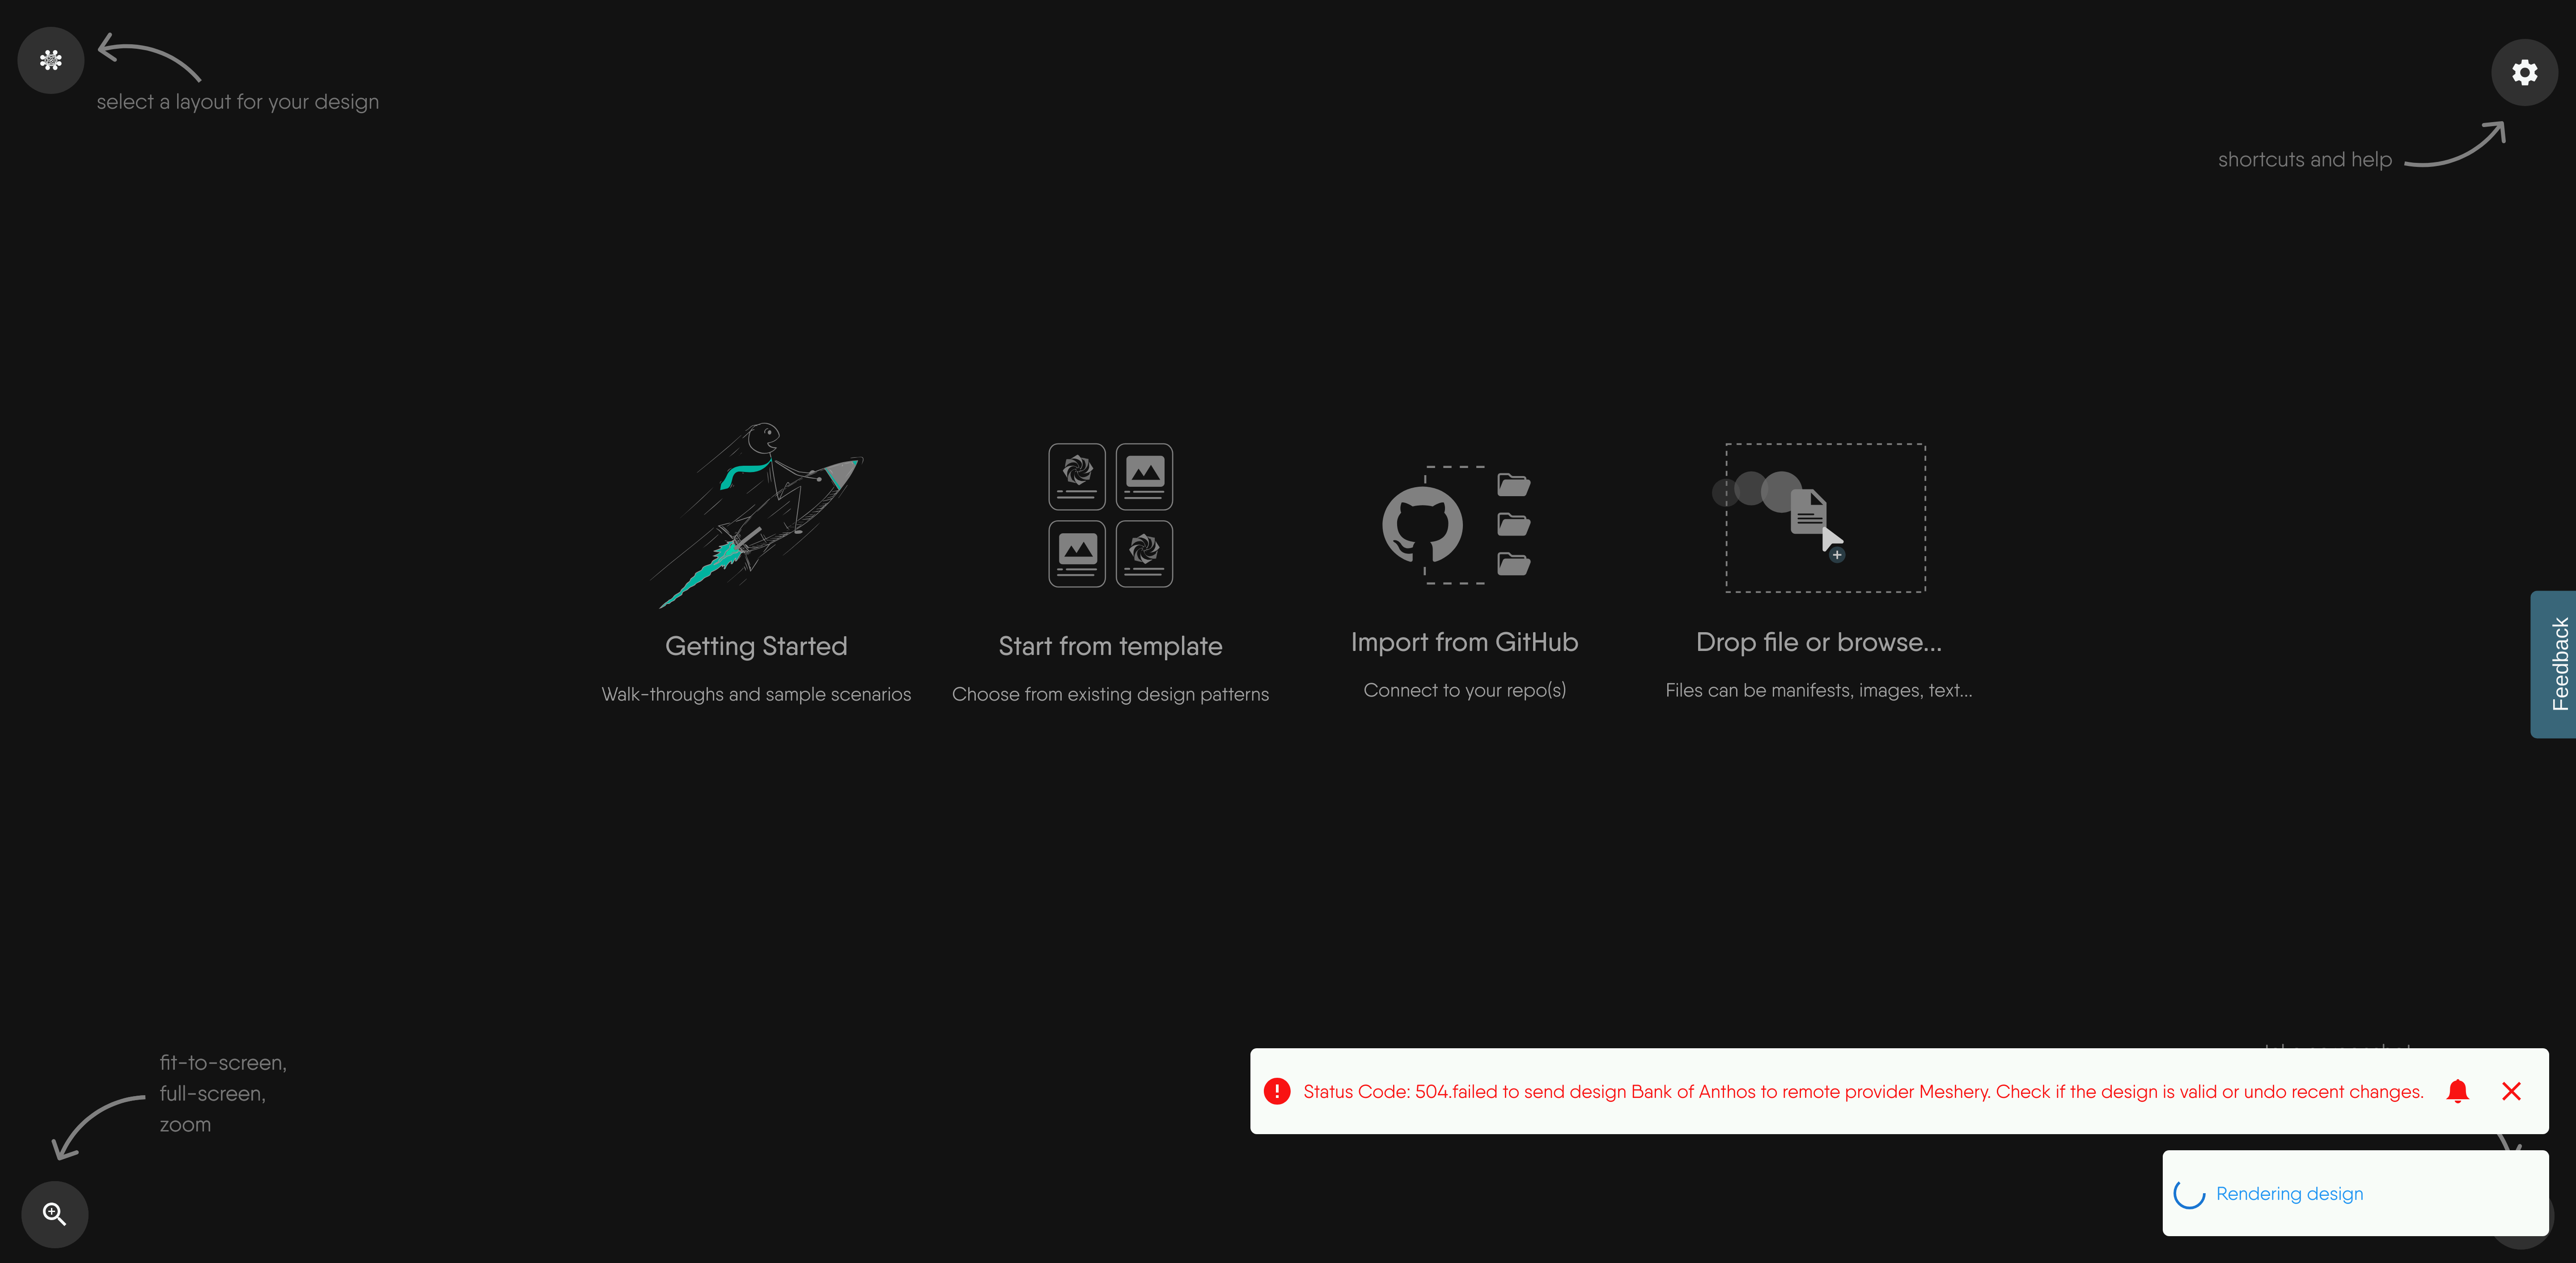 select a layout for your design
shortcuts and help
Getting Started
Walk-throughs and sample scenarios
Start from template
Choose from existing design patterns
Import from GitHub
Connect to your repo(s)
Drop file or browse...
Files can be manifests, images, text...
Feedback
fit-to-screen,
full-screen,
zoom
Status Code: 504.failed to send design Bank of Anthos to remote provider Meshery. Check if the design is valid or undo recent changes.
Rendering design